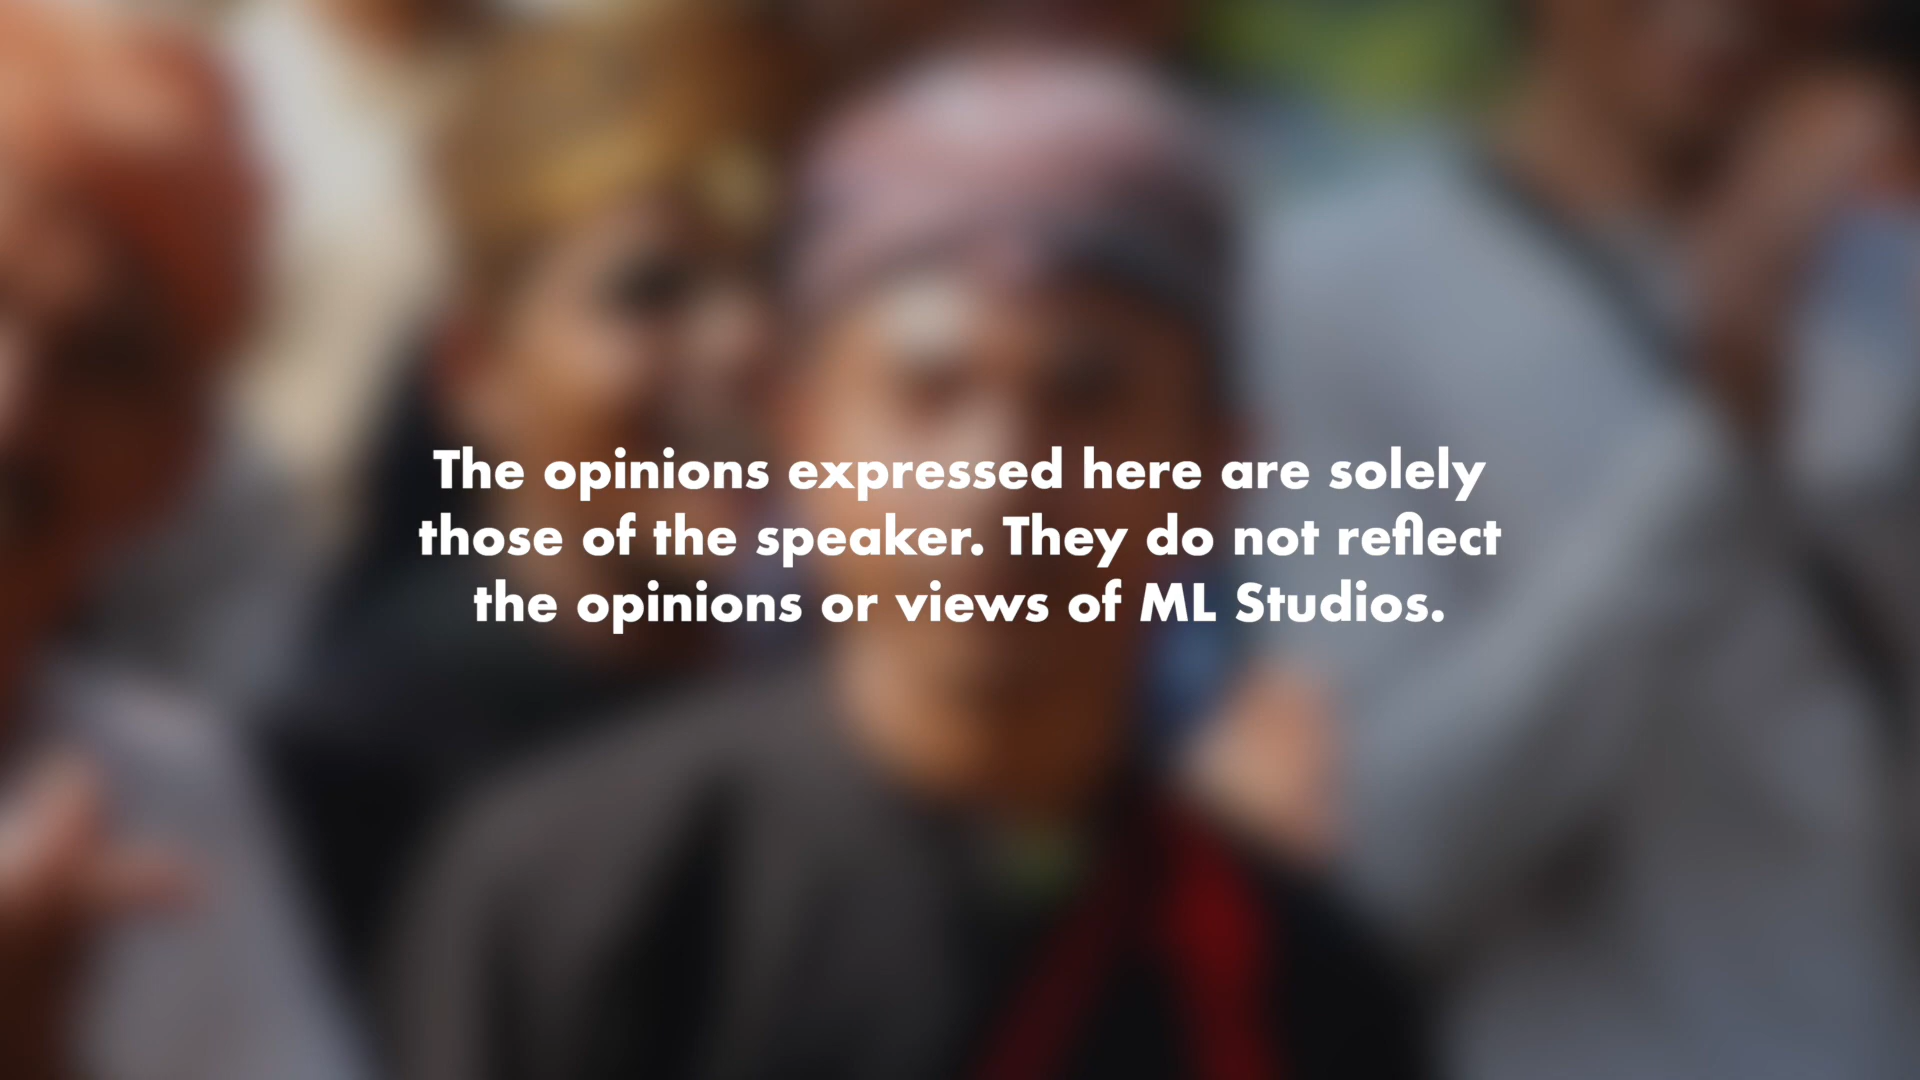 The opinions expressed here are solely
those of the speaker. They do not reflect
the opinions or views of ML Studios.